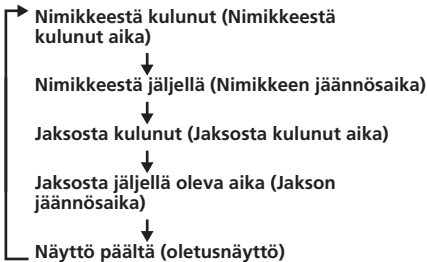 Nimikkeestä kulunut (Nimikkeestä
kulunut aika)
Nimikkeestä jäljellä (Nimikkeen jäännösaika)
Jaksosta kulunut (Jaksosta kulunut aika)
Jaksosta jäljellä oleva aika (Jakson
jäännösaika)
Näyttö päältä (oletusnäyttö)